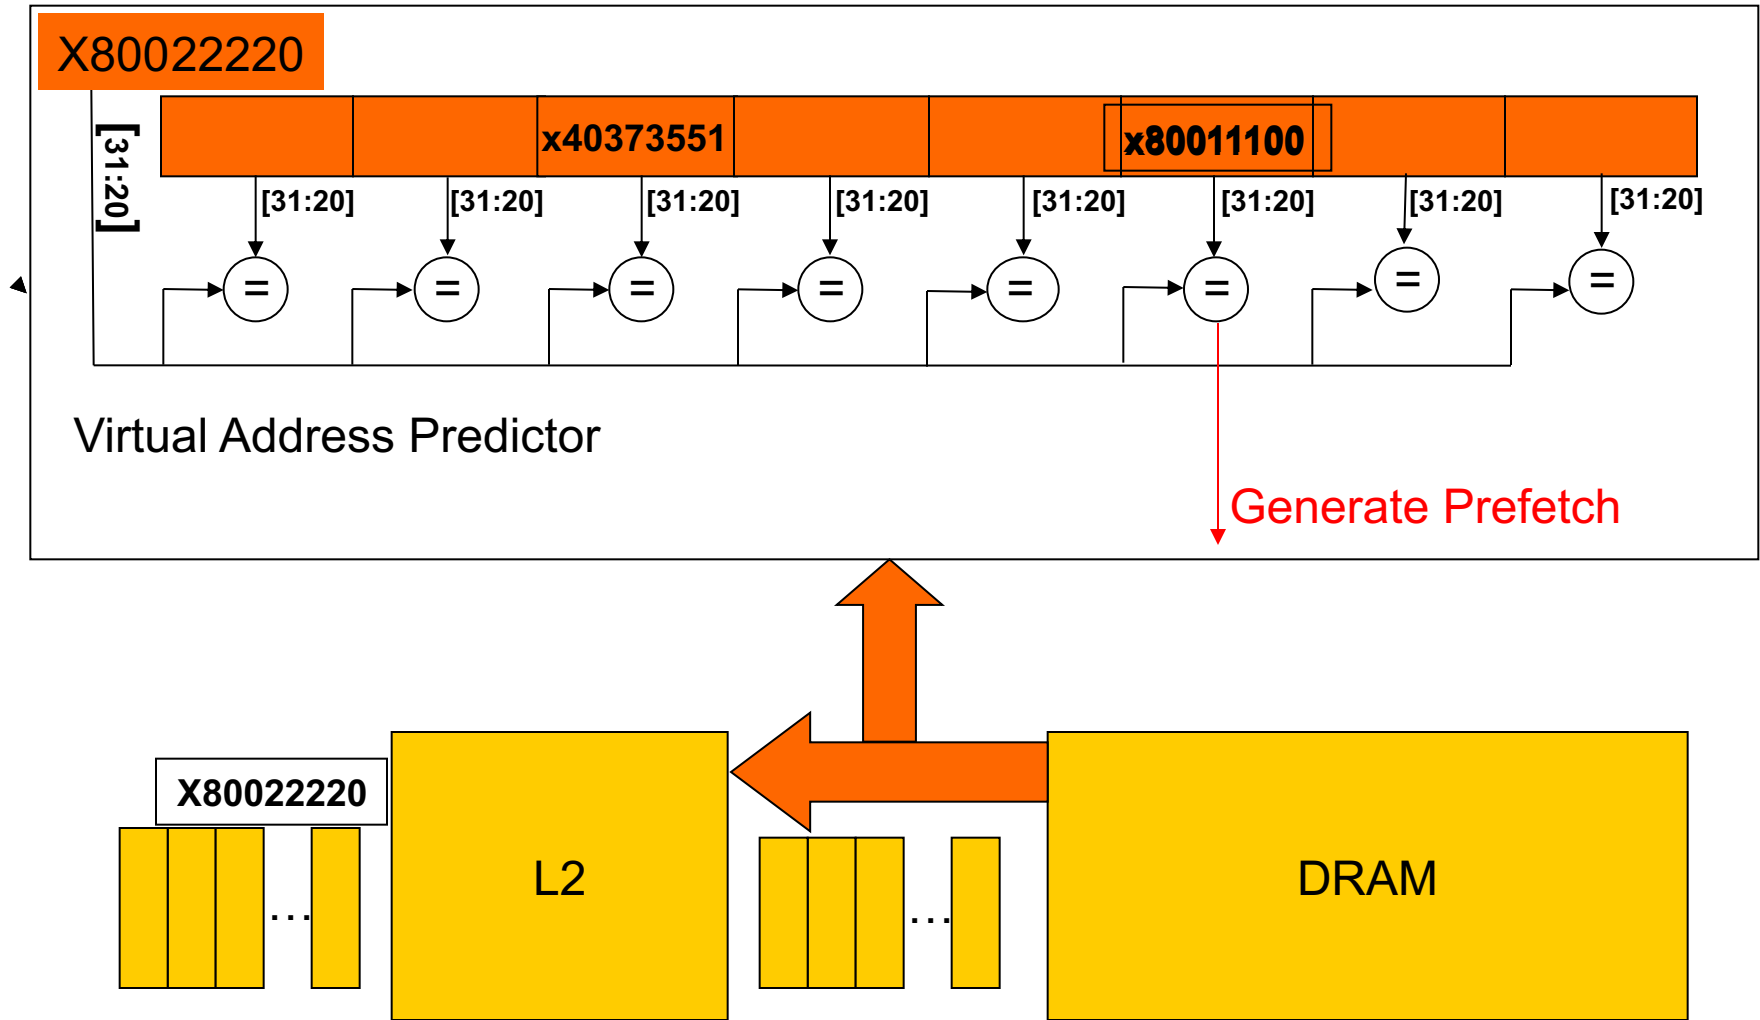 X80022220
[31:20]
x40373551
x80011100
[31:20]
[31:20]
[31:20]
[31:20]
[31:20]
[31:20]
[31:20]
[31:20]
=
=
=
=
=
=
=
=
Virtual Address Predictor
Generate Prefetch
X80022220
L2
DRAM
...
...